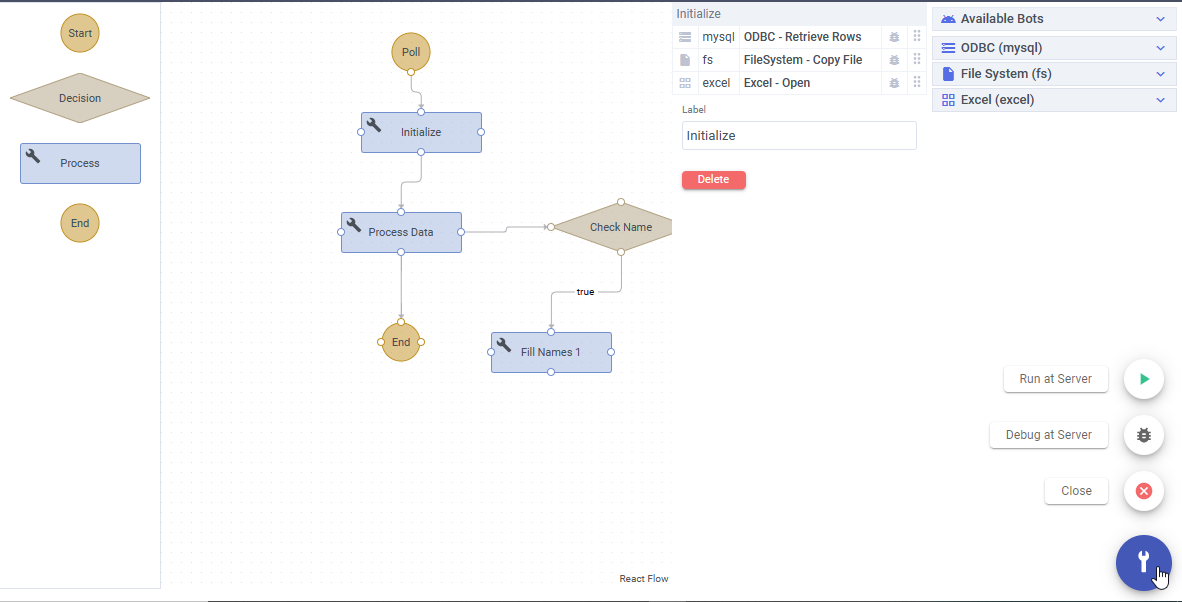 Start
Decision
Process
End
Poll
Initialize
Process Data
Check Name
true
End
Fill Names 1
React Flow
Initialize
mysql ODBC - Retrieve Rows
fs FileSystem - Copy File
excel Excel - Open
Label
Initialize
Delete
Available Bots
ODBC (mysql)
File System (fs)
Excel (excel)
Run at Server
Debug at Server
Close